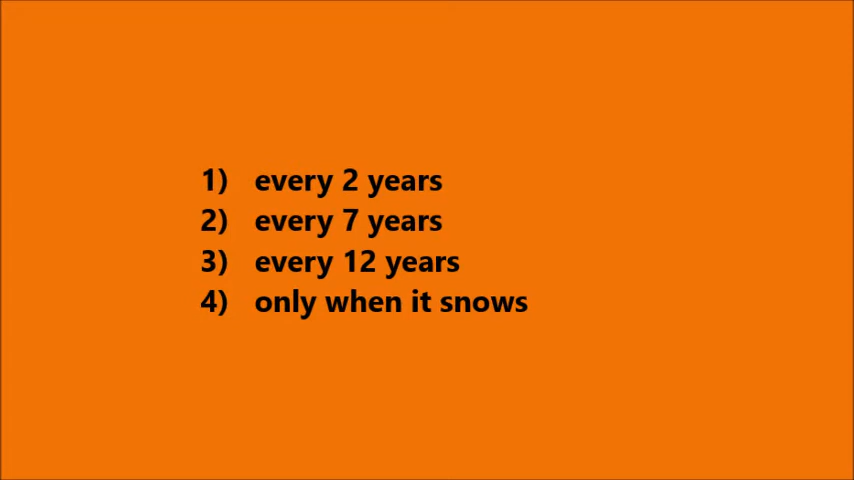 1) every 2 years
2) every 7 years
3) every 12 years
4) only when it snows